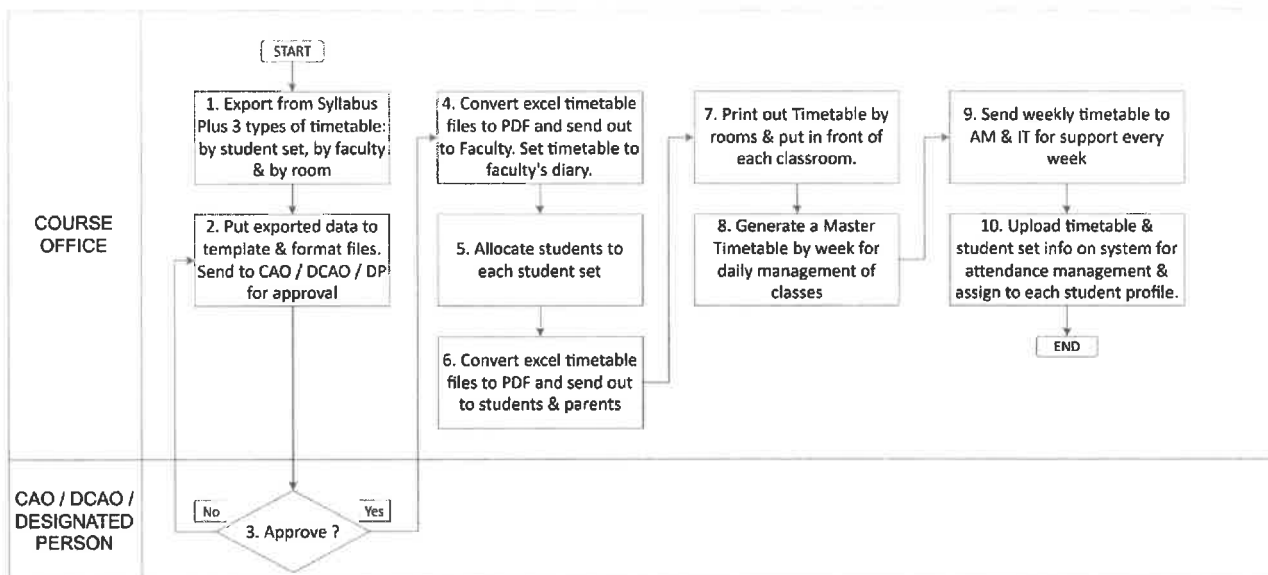 START
1. Export from Syllabus
Plus 3 types of timetable:
by student set, by faculty
& by room
2. Put exported data to
template & format files.
Send to CAO / DCAO / DP
for approval
4. Convert excel timetable
files to PDF and send out
to Faculty. Set timetable to
faculty's diary.
5. Allocate students to
each student set
6. Convert excel timetable
files to PDF and send out
to students & parents
7. Print out Timetable by
rooms & put in front of
each classroom.
8. Generate a Master
Timetable by week for
daily management of
classes
9. Send weekly timetable to
AM & IT for support every
week
10. Upload timetable &
student set info on system for
attendance management &
assign to each student profile.
END
COURSE
OFFICE
CAO / DCAO /
DESIGNATED
PERSON
No
3. Approve ?
Yes